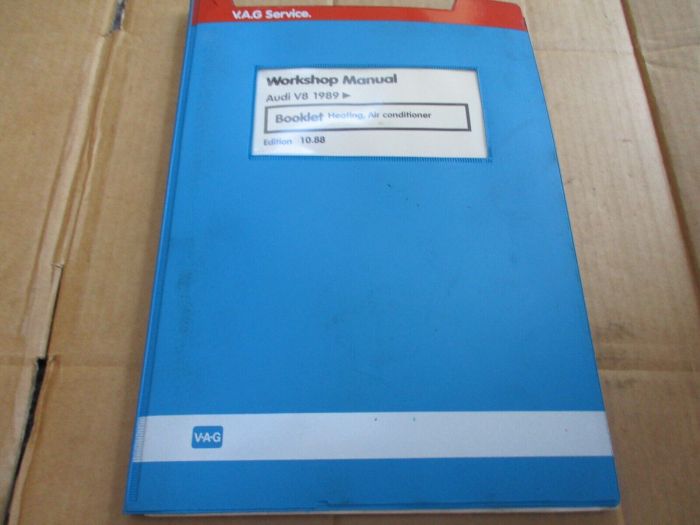 V.A.G Service.
Workshop Manual
Audi V8 1989 ►
Booklet Heating, Air conditioner
Edition 10.88
V·A·G